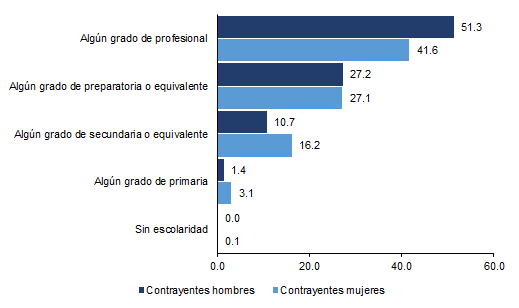 Algún grado de profesional
51.3
41.6
Algún grado de preparatoria o equivalente
27.2
27.1
Algún grado de secundaria o equivalente
10.7
16.2
Algún grado de primaria
1.4
3.1
Sin escolaridad
0.0
0.1
0.0 20.0 40.0 60.0
Contrayentes hombres Contrayentes mujeres